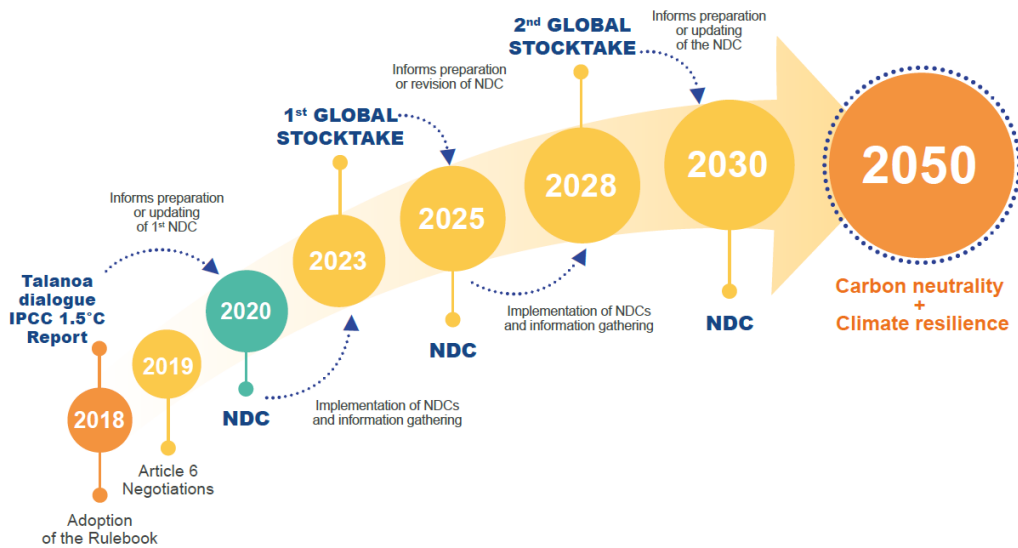 2nd GLOBAL
STOCKTAKE
Informs preparation
or updating
of the NDC
Informs preparation
or revision of NDC
1st GLOBAL
STOCKTAKE
Informs preparation
or updating
of 1st NDC
Talanoa
dialogue
IPCC 1.5°C
Report
2018
2019
2020
2023
2025
2028
2030
2050
Carbon neutrality
+
Climate resilience
Implementation of NDCs
and information gathering
NDC
NDC
NDC
Implementation of NDCs
and information gathering
Article 6
Negotiations
Adoption
of the Rulebook